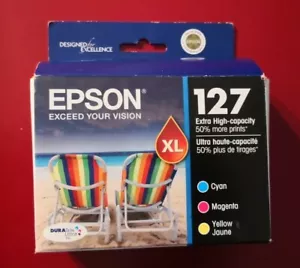 DESIGNED for
EXCELLENCE
EPSON
EXCEED YOUR VISION
127
Extra High-capacity
50% more prints*
Ultra haute-capacité
50% plus de tirages*
XL
Cyan
Magenta
Yellow
Jaune
DURABrite